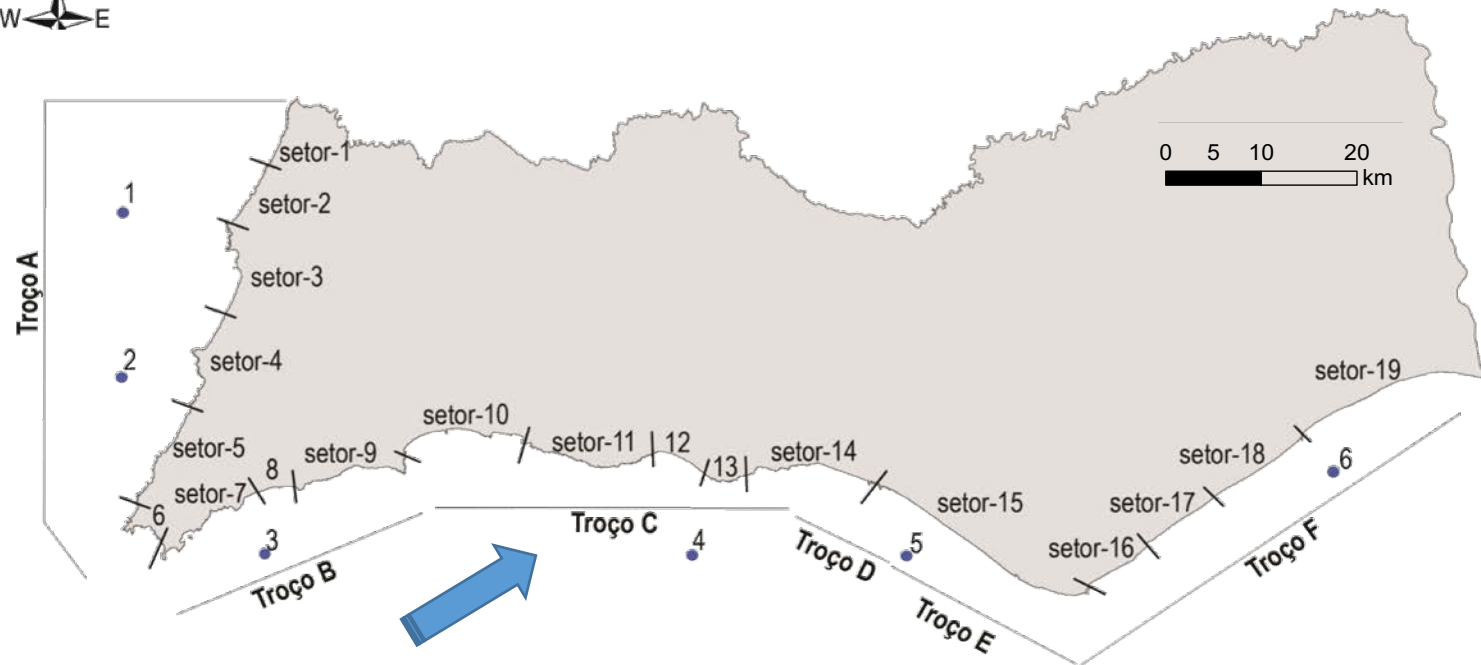 W E
setor-1
1
setor-2
Troço A
setor-3
2
setor-4
setor-5
6
setor-7
8
setor-9
setor-10
setor-11
12
13
setor-14
setor-15
setor-16
setor-17
setor-18
setor-19
0 5 10 20
km
3
4
5
6
Troço B
Troço C
Troço D
Troço E
Troço F